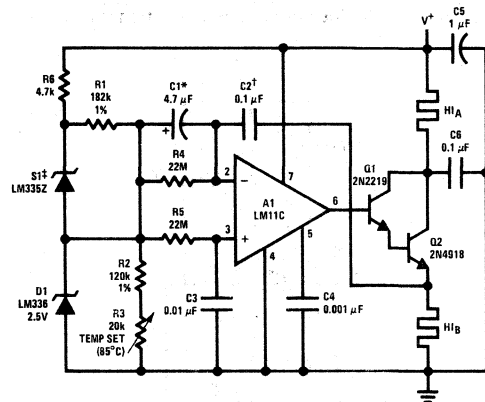 V+
C5
1 µF
R6
4.7k
R1
182k
1%
C1*
4.7 µF
+
C2†
0.1 µF
HIA
C6
0.1 µF
R4
22M
S1‡
LM335Z
2
−
7
A1
LM11C
6
Q1
2N2219
R5
22M
3
+
4
5
Q2
2N4918
D1
LM336
2.5V
R2
120k
1%
R3
20k
TEMP SET
(85°C)
C3
0.01 µF
C4
0.001 µF
HIB